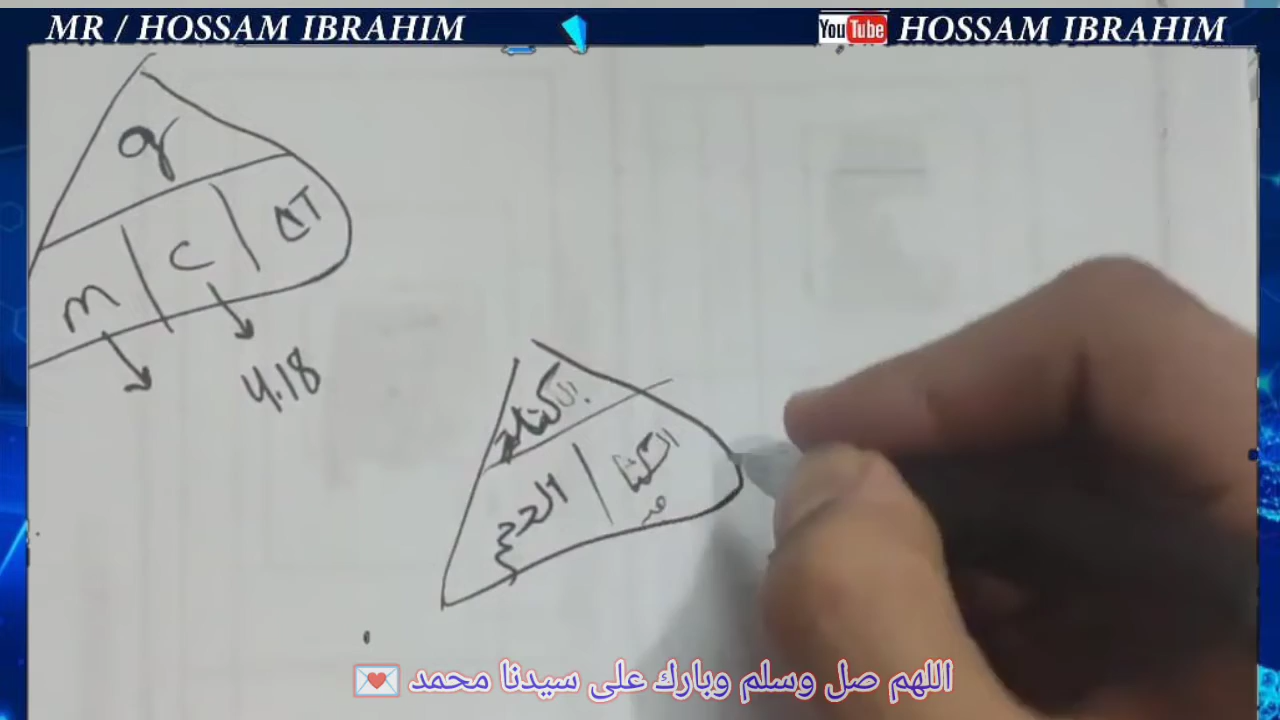 MR / HOSSAM IBRAHIM
YouTube HOSSAM IBRAHIM
q
m c ΔT
4.18
الكتلة
الحجم الكثافة
اللهم صل وسلم وبارك على سيدنا محمد 💌